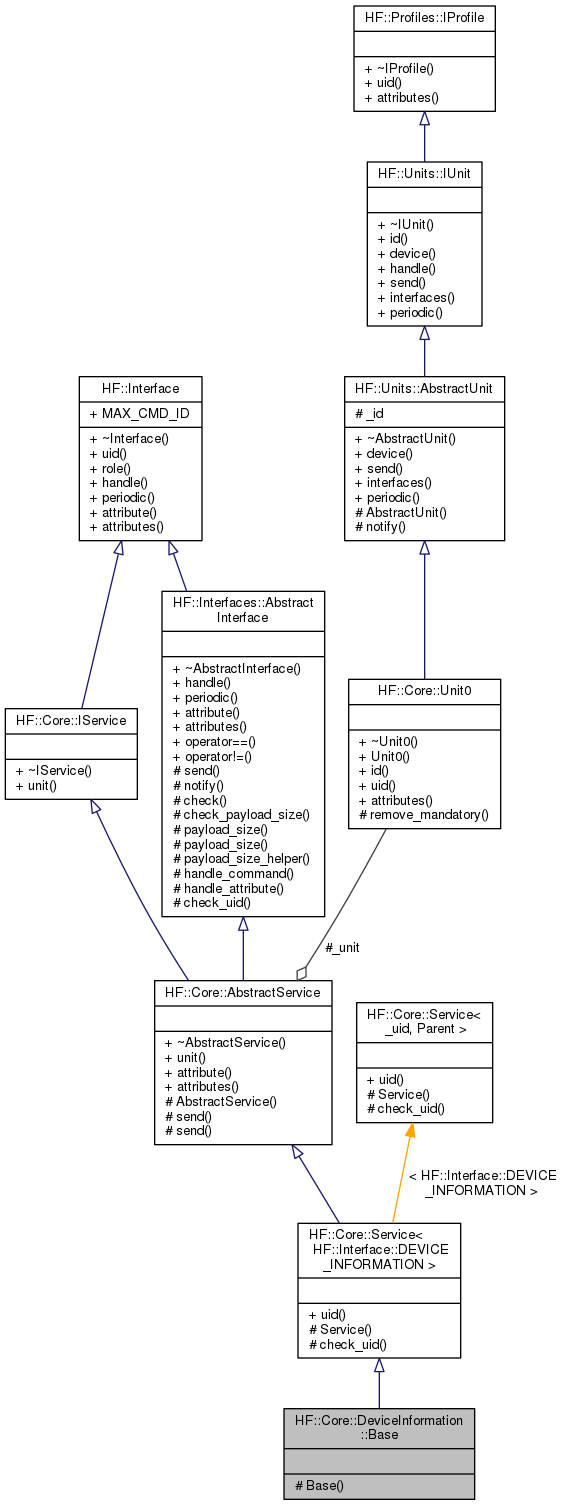 HF::Profiles::IProfile
+ ~IProfile()
+ uid()
+ attributes()
HF::Units::IUnit
+ ~IUnit()
+ id()
+ device()
+ handle()
+ send()
+ interfaces()
+ periodic()
HF::Interface
+ MAX_CMD_ID
+ ~Interface()
+ uid()
+ role()
+ handle()
+ periodic()
+ attribute()
+ attributes()
HF::Units::AbstractUnit
# _id
+ ~AbstractUnit()
+ device()
+ send()
+ interfaces()
+ periodic()
# AbstractUnit()
# notify()
HF::Interfaces::Abstract
Interface
+ ~AbstractInterface()
+ handle()
+ periodic()
+ attribute()
+ attributes()
+ operator==()
+ operator!=()
# send()
# notify()
# check()
# check_payload_size()
# payload_size()
# payload_size()
# payload_size_helper()
# handle_command()
# handle_attribute()
# check_uid()
HF::Core::IService
+ ~IService()
+ unit()
HF::Core::Unit0
+ ~Unit0()
+ Unit0()
+ id()
+ uid()
+ attributes()
# remove_mandatory()
#_unit
HF::Core::AbstractService
+ ~AbstractService()
+ unit()
+ attribute()
+ attributes()
# AbstractService()
# send()
# send()
HF::Core::Service<
_uid, Parent >
+ uid()
# Service()
# check_uid()
< HF::Interface::DEVICE
_INFORMATION >
HF::Core::Service<
HF::Interface::DEVICE
_INFORMATION >
+ uid()
# Service()
# check_uid()
HF::Core::DeviceInformation
::Base
# Base()